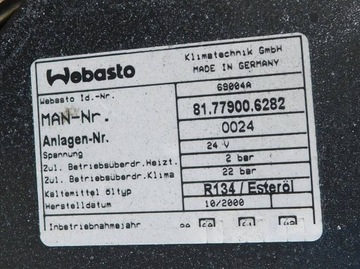 Webasto
Klimatechnik GmbH
MADE IN GERMANY
Webasto Id.-Nr. 69004A
MAN-Nr. 81.77900.6282
Anlagen-Nr. 0024
Spannung 24 V
Zul. Betriebsüberdr.Heizt. 2 bar
Zul. Betriebsüberdr.Klima 22 bar
Kältemittel öltyp R134 / Esteröl
Herstelldatum 10/2000
Inbetriebnahmejahr